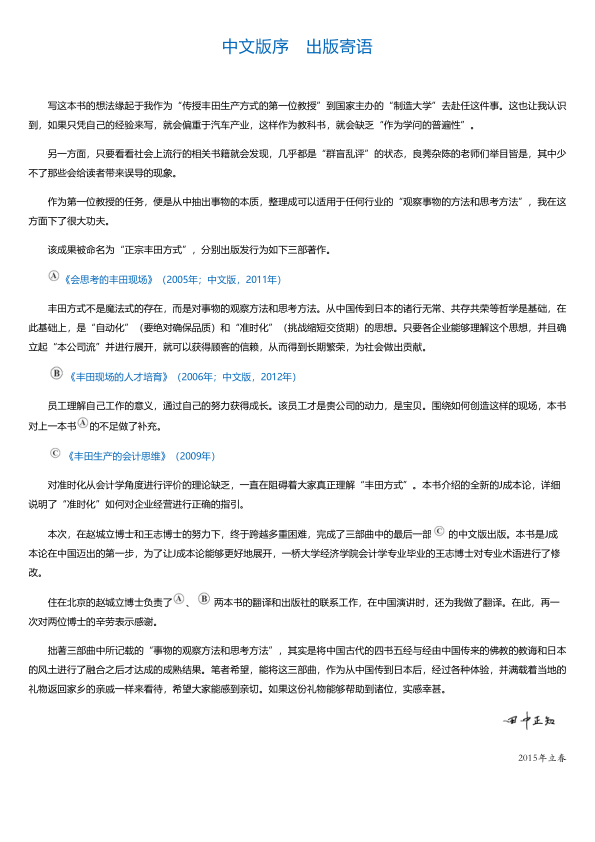 中文版序　出版寄语
写这本书的想法缘起于我作为“传授丰田生产方式的第一位教授”到国家主办的“制造大学”去赴任这件事。这也让我认识
到，如果只凭自己的经验来写，就会偏重于汽车产业，这样作为教科书，就会缺乏“作为学问的普遍性”。
另一方面，只要看看社会上流行的相关书籍就会发现，几乎都是“群盲乱评”的状态，良莠杂陈的老师们举目皆是，其中少
不了那些会给读者带来误导的现象。
作为第一位教授的任务，便是从中抽出事物的本质，整理成可以适用于任何行业的“观察事物的方法和思考方法”，我在这
方面下了很大功夫。
该成果被命名为“正宗丰田方式”，分别出版发行为如下三部著作。
Ⓐ《会思考的丰田现场》（2005年；中文版，2011年）
丰田方式不是魔法式的存在，而是对事物的观察方法和思考方法。从中国传到日本的诸行无常、共存共荣等哲学是基础，在
此基础上，是“自动化”（要绝对确保品质）和“准时化”（挑战缩短交货期）的思想。只要各企业能够理解这个思想，并且确
立起“本公司流”并进行展开，就可以获得顾客的信赖，从而得到长期繁荣，为社会做出贡献。
Ⓑ《丰田现场的人才培育》（2006年；中文版，2012年）
员工理解自己工作的意义，通过自己的努力获得成长。该员工才是贵公司的动力，是宝贝。围绕如何创造这样的现场，本书
对上一本书Ⓐ的不足做了补充。
Ⓒ《丰田生产的会计思维》（2009年）
对准时化从会计学角度进行评价的理论缺乏，一直在阻碍着大家真正理解“丰田方式”。本书介绍的全新的J成本论，详细
说明了“准时化”如何对企业经营进行正确的指引。
本次，在赵城立博士和王志博士的努力下，终于跨越多重困难，完成了三部曲中的最后一部Ⓒ的中文版出版。本书是J成
本论在中国迈出的第一步，为了让J成本论能够更好地展开，一桥大学经济学院会计学专业毕业的王志博士对专业术语进行了修
改。
住在北京的赵城立博士负责了Ⓐ、Ⓑ两本书的翻译和出版社的联系工作，在中国演讲时，还为我做了翻译。在此，再一
次对两位博士的辛劳表示感谢。
拙著三部曲中所记载的“事物的观察方法和思考方法”，其实是将中国古代的四书五经与经由中国传来的佛教的教诲和日本
的风土进行了融合之后才达成的成熟结果。笔者希望，能将这三部曲，作为从中国传到日本后，经过各种体验，并满载着当地的
礼物返回家乡的亲戚一样来看待，希望大家能感到亲切。如果这份礼物能够帮助到诸位，实感幸甚。
田中正知
2015年立春